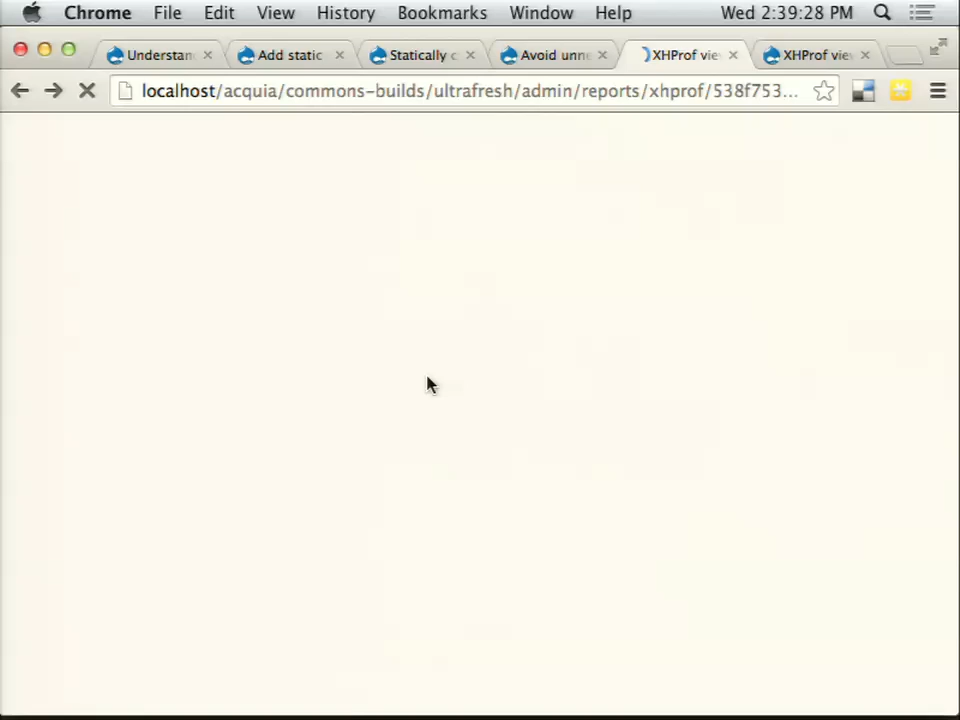 Chrome File Edit View History Bookmarks Window Help Wed 2:39:28 PM
Understan Add static Statically c Avoid unne XHProf vie XHProf vie
localhost/acquia/commons-builds/ultrafresh/admin/reports/xhprof/538f753...